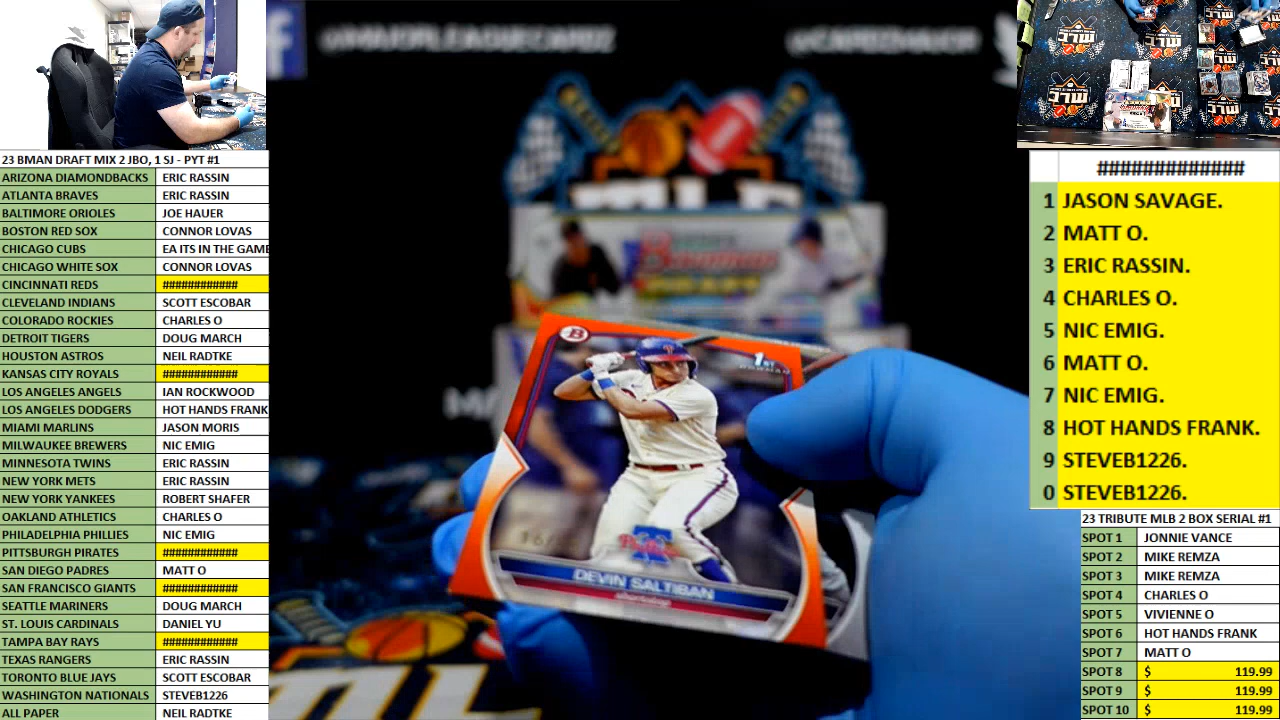 @MAJORLEAGUECARDZ
23 BMAN DRAFT MIX 2 JBO, 1 SJ - PYT #1
ARIZONA DIAMONDBACKS ERIC RASSIN
ATLANTA BRAVES ERIC RASSIN
BALTIMORE ORIOLES JOE HAUER
BOSTON RED SOX CONNOR LOVAS
CHICAGO CUBS EA ITS IN THE GAME
CHICAGO WHITE SOX CONNOR LOVAS
CINCINNATI REDS ############
CLEVELAND INDIANS SCOTT ESCOBAR
COLORADO ROCKIES CHARLES O
DETROIT TIGERS DOUG MARCH
HOUSTON ASTROS NEIL RADTKE
KANSAS CITY ROYALS ############
LOS ANGELES ANGELS IAN ROCKWOOD
LOS ANGELES DODGERS HOT HANDS FRANK
MIAMI MARLINS JASON MORIS
MILWAUKEE BREWERS NIC EMIG
MINNESOTA TWINS ERIC RASSIN
NEW YORK METS ERIC RASSIN
NEW YORK YANKEES ROBERT SHAFER
OAKLAND ATHLETICS CHARLES O
PHILADELPHIA PHILLIES NIC EMIG
PITTSBURGH PIRATES ############
SAN DIEGO PADRES MATT O
SAN FRANCISCO GIANTS ############
SEATTLE MARINERS DOUG MARCH
ST. LOUIS CARDINALS DANIEL YU
TAMPA BAY RAYS ############
TEXAS RANGERS ERIC RASSIN
TORONTO BLUE JAYS SCOTT ESCOBAR
WASHINGTON NATIONALS STEVEB1226
ALL PAPER NEIL RADTKE
Bowman
B
1ST
Phillies
DEVIN SALTIBAN
#############
1 JASON SAVAGE.
2 MATT O.
3 ERIC RASSIN.
4 CHARLES O.
5 NIC EMIG.
6 MATT O.
7 NIC EMIG.
8 HOT HANDS FRANK.
9 STEVEB1226.
0 STEVEB1226.
23 TRIBUTE MLB 2 BOX SERIAL #1
SPOT 1 JONNIE VANCE
SPOT 2 MIKE REMZA
SPOT 3 MIKE REMZA
SPOT 4 CHARLES O
SPOT 5 VIVIENNE O
SPOT 6 HOT HANDS FRANK
SPOT 7 MATT O
SPOT 8 $ 119.99
SPOT 9 $ 119.99
SPOT 10 $ 119.99